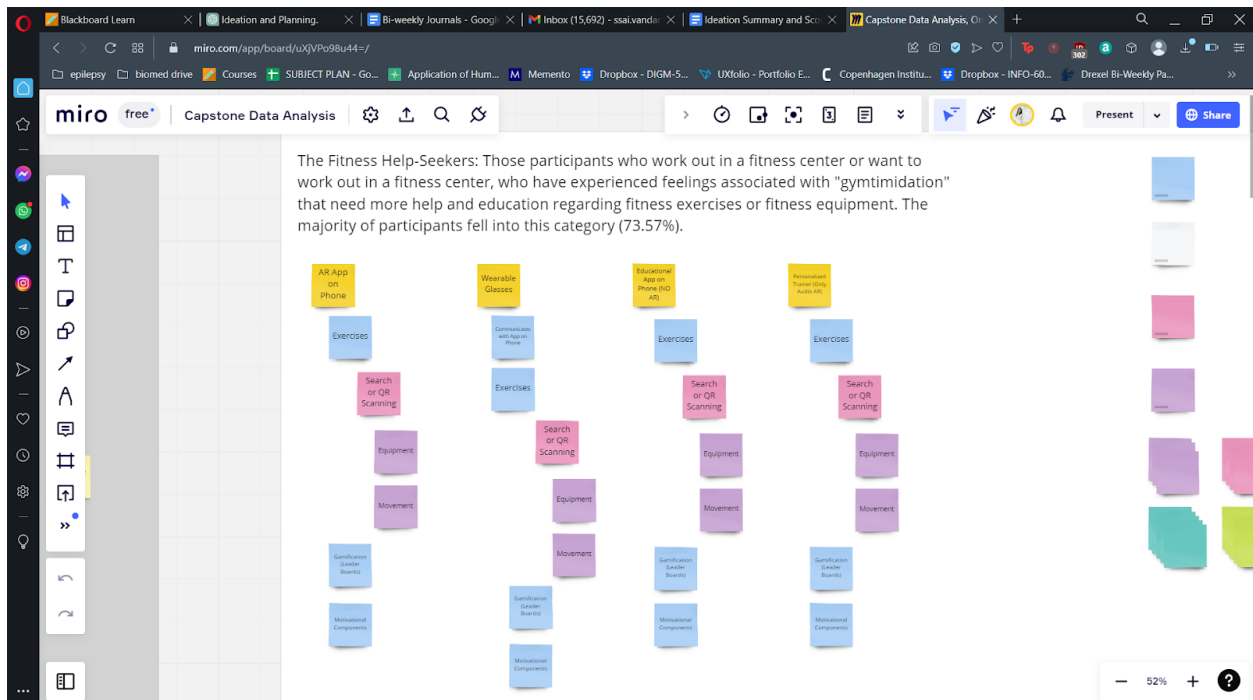 Blackboard Learn
Ideation and Planning.
Bi-weekly Journals - Googl
Inbox (15,692) - ssai.vandan
Ideation Summary and Sco
Capstone Data Analysis, On
miro.com/app/board/uXjVPo98u44=/
302
epilepsy
biomed drive
Courses
SUBJECT PLAN - Go...
Application of Hum...
Memento
Dropbox - DIGM-5...
UXfolio - Portfolio E...
Copenhagen Institu...
Dropbox - INFO-60...
Drexel Bi-Weekly Pa...
miro
free
Capstone Data Analysis
Present
Share
The Fitness Help-Seekers: Those participants who work out in a fitness center or want to
work out in a fitness center, who have experienced feelings associated with "gymtimidation"
that need more help and education regarding fitness exercises or fitness equipment. The
majority of participants fell into this category (73.57%).
AR App
on
Phone
Exercises
Search
or QR
Scanning
Equipment
Movement
Gamification
(Leader
Boards)
Motivational
Components
Wearable
Glasses
Communicates
with App on
Phone
Exercises
Search
or QR
Scanning
Equipment
Movement
Gamification
(Leader
Boards)
Motivational
Components
Educational
App on
Phone (NO
AR)
Exercises
Search
or QR
Scanning
Equipment
Movement
Gamification
(Leader
Boards)
Motivational
Components
Personalized
Trainer (Only
Audio AR)
Exercises
Search
or QR
Scanning
Equipment
Movement
Gamification
(Leader
Boards)
Motivational
Components
52%